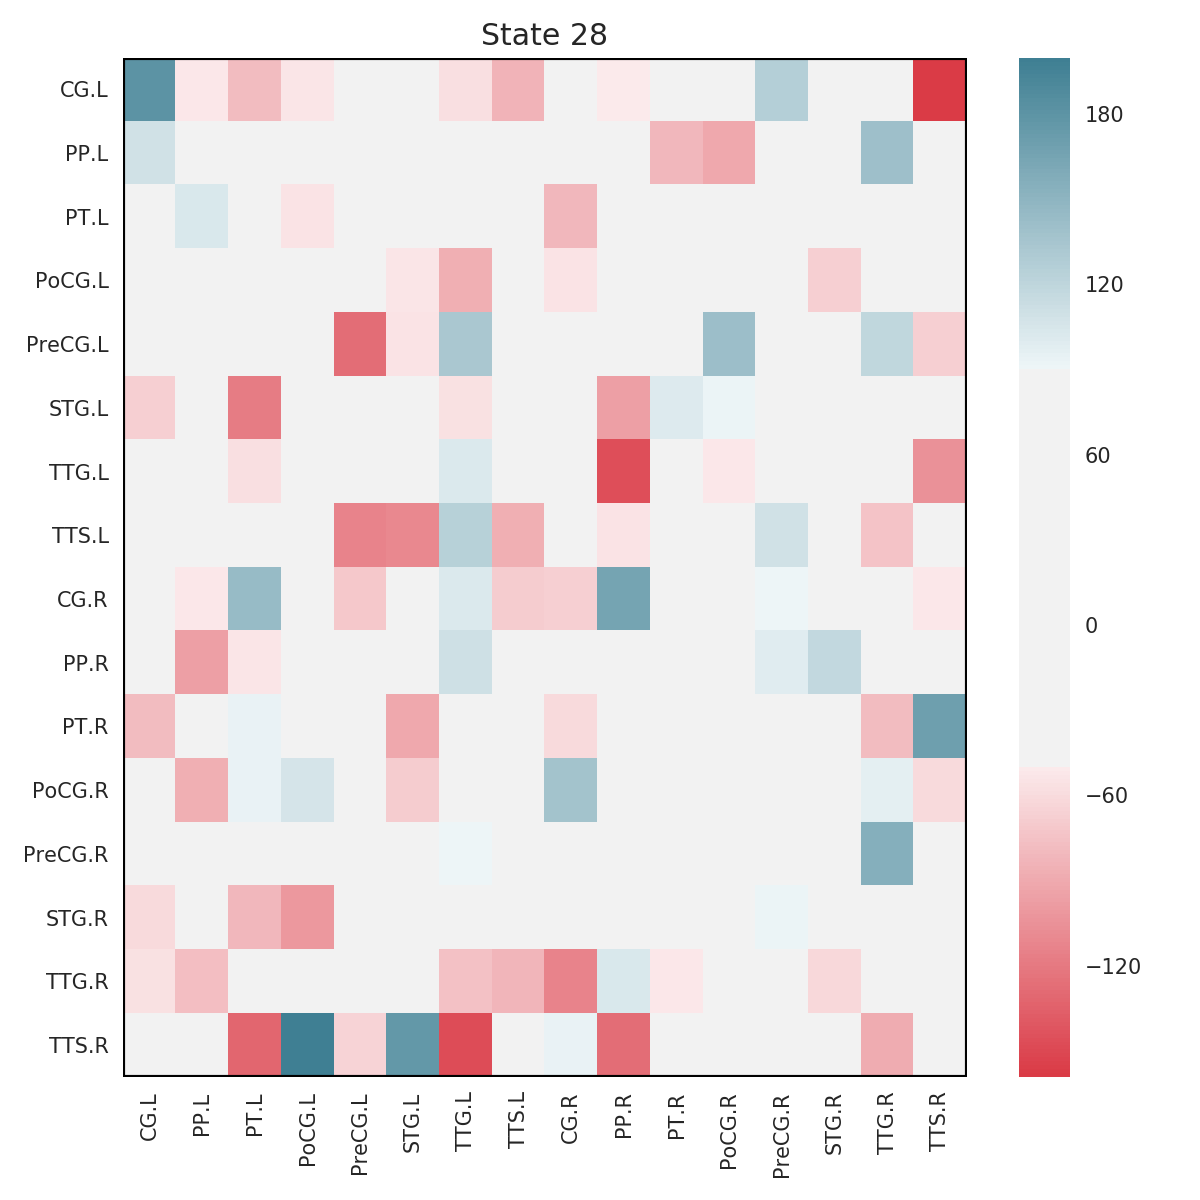 State 28
CG.L
PP.L
PT.L
PoCG.L
PreCG.L
STG.L
TTG.L
TTS.L
CG.R
PP.R
PT.R
PoCG.R
PreCG.R
STG.R
TTG.R
TTS.R
CG.L
PP.L
PT.L
PoCG.L
PreCG.L
STG.L
TTG.L
TTS.L
CG.R
PP.R
PT.R
PoCG.R
PreCG.R
STG.R
TTG.R
TTS.R
180
120
60
0
−60
−120